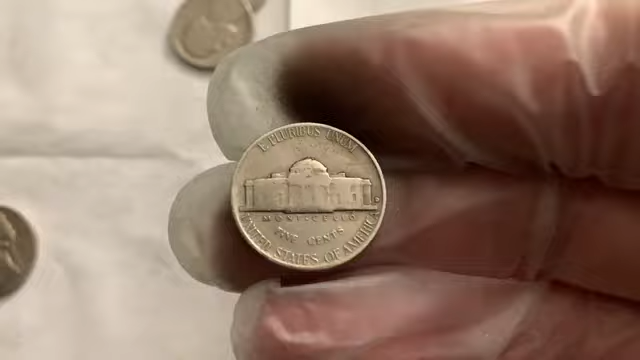 E·PLURIBUS UNUM
MONTICELLO
FIVE CENTS
UNITED STATES OF AMERICA